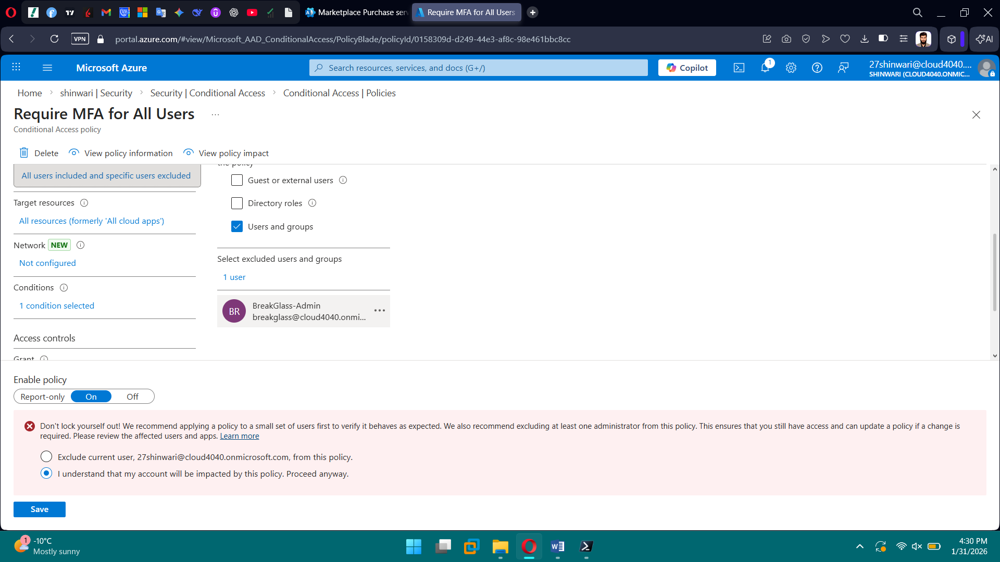 Marketplace Purchase ser
Require MFA for All Users
VPN
portal.azure.com/#view/Microsoft_AAD_ConditionalAccess/PolicyBlade/policyId/0158309d-d249-44e3-af8c-98e461bbc8cc
AI
Microsoft Azure
Search resources, services, and docs (G+/)
Copilot
1
27shinwari@cloud4040....
SHINWARI (CLOUD4040.ONMIC...
Home
shinwari | Security
Security | Conditional Access
Conditional Access | Policies
Require MFA for All Users
...
Conditional Access policy
Delete
View policy information
View policy impact
All users included and specific users excluded
Target resources
All resources (formerly 'All cloud apps')
Network NEW
Not configured
Conditions
1 condition selected
Access controls
Grant
the policy
Guest or external users
Directory roles
Users and groups
Select excluded users and groups
1 user
BR
BreakGlass-Admin
breakglass@cloud4040.onmi...
Enable policy
Report-only On Off
Don't lock yourself out! We recommend applying a policy to a small set of users first to verify it behaves as expected. We also recommend excluding at least one administrator from this policy. This ensures that you still have access and can update a policy if a change is
required. Please review the affected users and apps. Learn more
Exclude current user, 27shinwari@cloud4040.onmicrosoft.com, from this policy.
I understand that my account will be impacted by this policy. Proceed anyway.
Save
1
-10°C
Mostly sunny
4:30 PM
1/31/2026